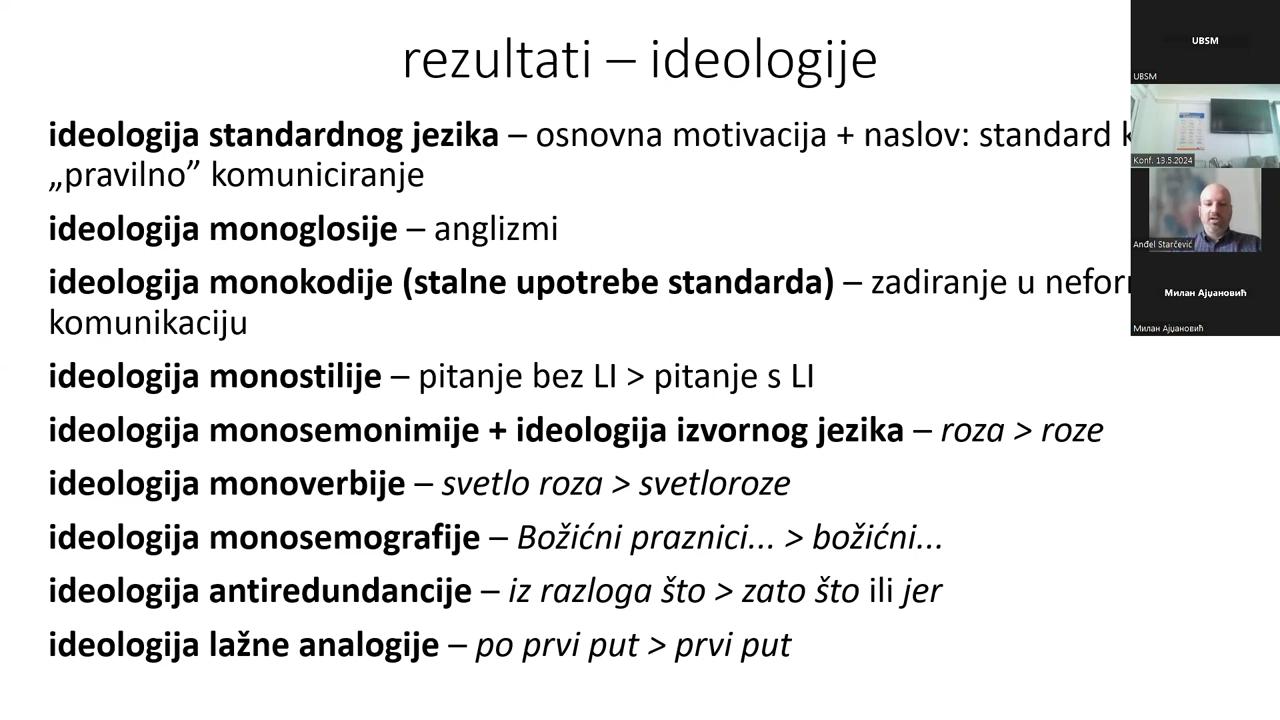 rezultati – ideologije
ideologija standardnog jezika – osnovna motivacija + naslov: standard
„pravilno” komuniciranje
ideologija monoglosije – anglizmi
ideologija monokodije (stalne upotrebe standarda) – zadiranje u
komunikaciju
ideologija monostilije – pitanje bez LI > pitanje s LI
ideologija monosemonimije + ideologija izvornog jezika – roza > roze
ideologija monoverbije – svetlo roza > svetloroze
ideologija monosemografije – Božićni praznici... > božićni...
ideologija antiredundancije – iz razloga što > zato što ili jer
ideologija lažne analogije – po prvi put > prvi put
UBSM
UBSM
Konf. 13.5.2024
Anđel Starčević
Милан Ајџановић
Милан Ајџановић